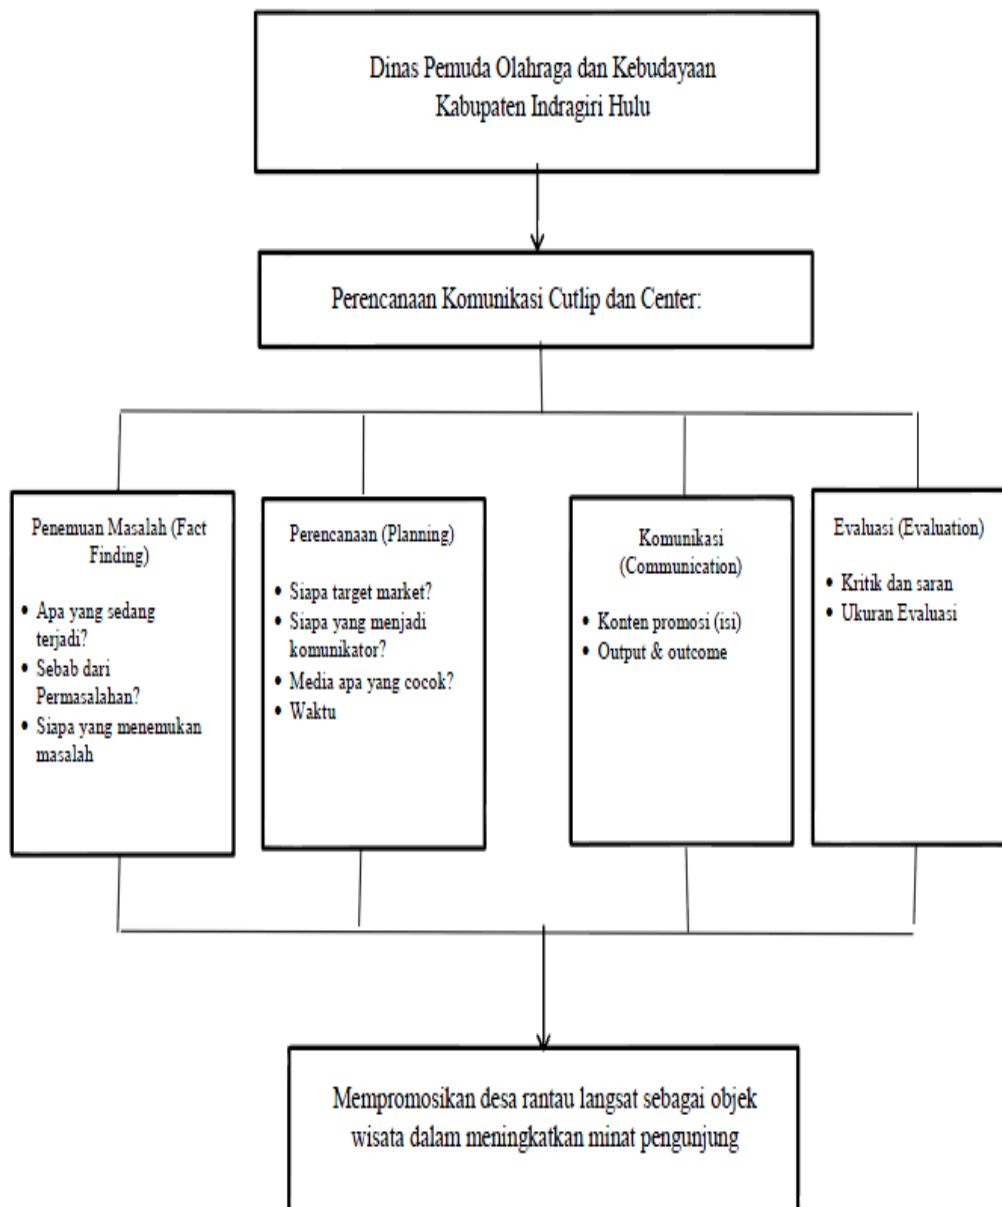 Dinas Pemuda Olahraga dan Kebudayaan
Kabupaten Indragiri Hulu
Perencanaan Komunikasi Cutlip dan Center:
Penemuan Masalah (Fact
Finding)
• Apa yang sedang
terjadi?
• Sebab dari
Permasalahan?
• Siapa yang menemukan
masalah
Perencanaan (Planning)
• Siapa target market?
• Siapa yang menjadi
komunikator?
• Media apa yang cocok?
• Waktu
Komunikasi
(Communication)
• Konten promosi (isi)
• Output & outcome
Evaluasi (Evaluation)
• Kritik dan saran
• Ukuran Evaluasi
Mempromosikan desa rantau langsat sebagai objek
wisata dalam meningkatkan minat pengunjung